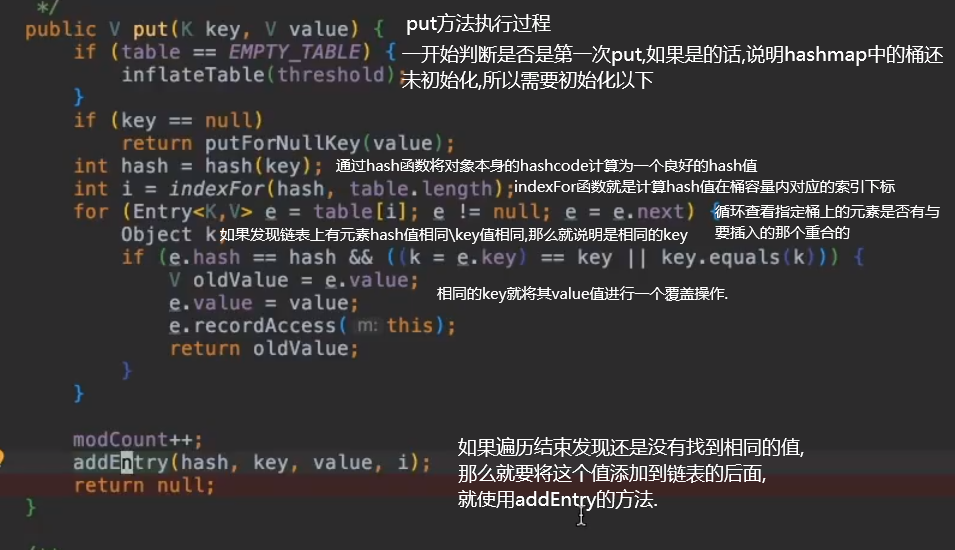 */
public V put(K key, V value) { put方法执行过程
if (table == EMPTY_TABLE) { 一开始判断是否是第一次put,如果是的话,说明hashmap中的桶还
inflateTable(threshold); 未初始化,所以需要初始化以下
}
if (key == null)
return putForNullKey(value);
int hash = hash(key); 通过hash函数将对象本身的hashcode计算为一个良好的hash值
int i = indexFor(hash, table.length); indexFor函数就是计算hash值在桶容量内对应的索引下标
for (Entry<K,V> e = table[i]; e != null; e = e.next) { 循环查看指定桶上的元素是否有与
要插入的那个重合的
Object k 如果发现链表上有元素hash值相同\key值相同,那么就说明是相同的key
if (e.hash == hash && ((k = e.key) == key || key.equals(k))) {
V oldValue = e.value;
相同的key就将其value值进行一个覆盖操作.
e.value = value;
e.recordAccess( m: this);
return oldValue;
}
}
modCount++;
如果遍历结束发现还是没有找到相同的值,
addEntry(hash, key, value, i);
那么就要将这个值添加到链表的后面,
return null;
就使用addEntry的方法.
}